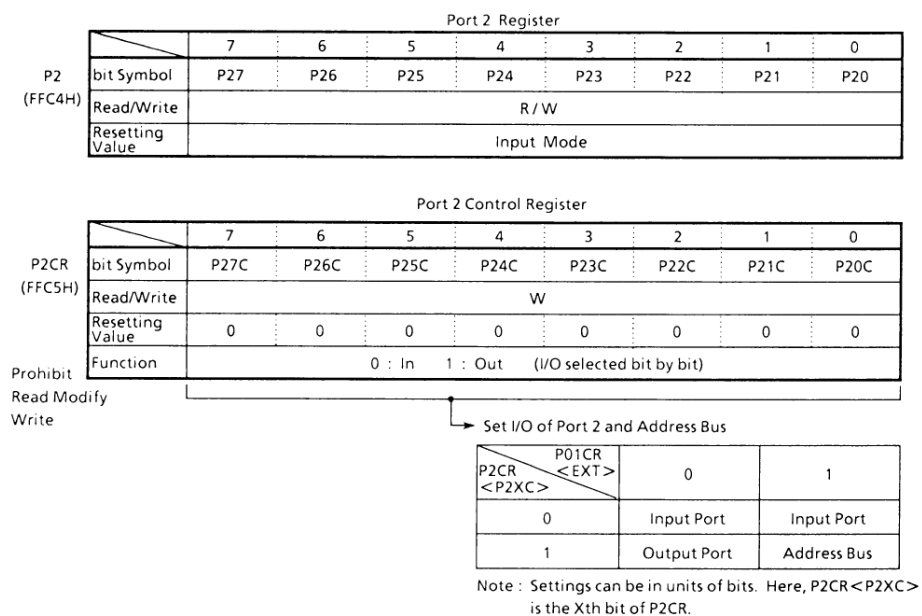 Port 2 Register
7 6 5 4 3 2 1 0
P2 (FFC4H)
bit Symbol P27 P26 P25 P24 P23 P22 P21 P20
Read/Write R/W
Resetting Value Input Mode
Port 2 Control Register
7 6 5 4 3 2 1 0
P2CR (FFC5H)
bit Symbol P27C P26C P25C P24C P23C P22C P21C P20C
Read/Write W
Resetting Value 0 0 0 0 0 0 0 0
Function 0 : In 1 : Out (I/O selected bit by bit)
Prohibit
Read Modify
Write
Set I/O of Port 2 and Address Bus
P01CR
P2CR <EXT> 0 1
<P2XC>
0 Input Port Input Port
1 Output Port Address Bus
Note : Settings can be in units of bits. Here, P2CR<P2XC>
is the Xth bit of P2CR.